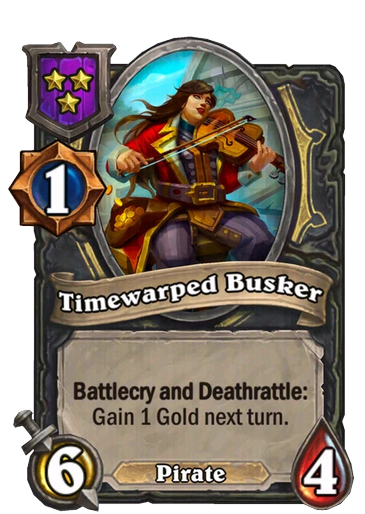 1
Timewarped Busker
Battlecry and Deathrattle:
Gain 1 Gold next turn.
6
Pirate
4